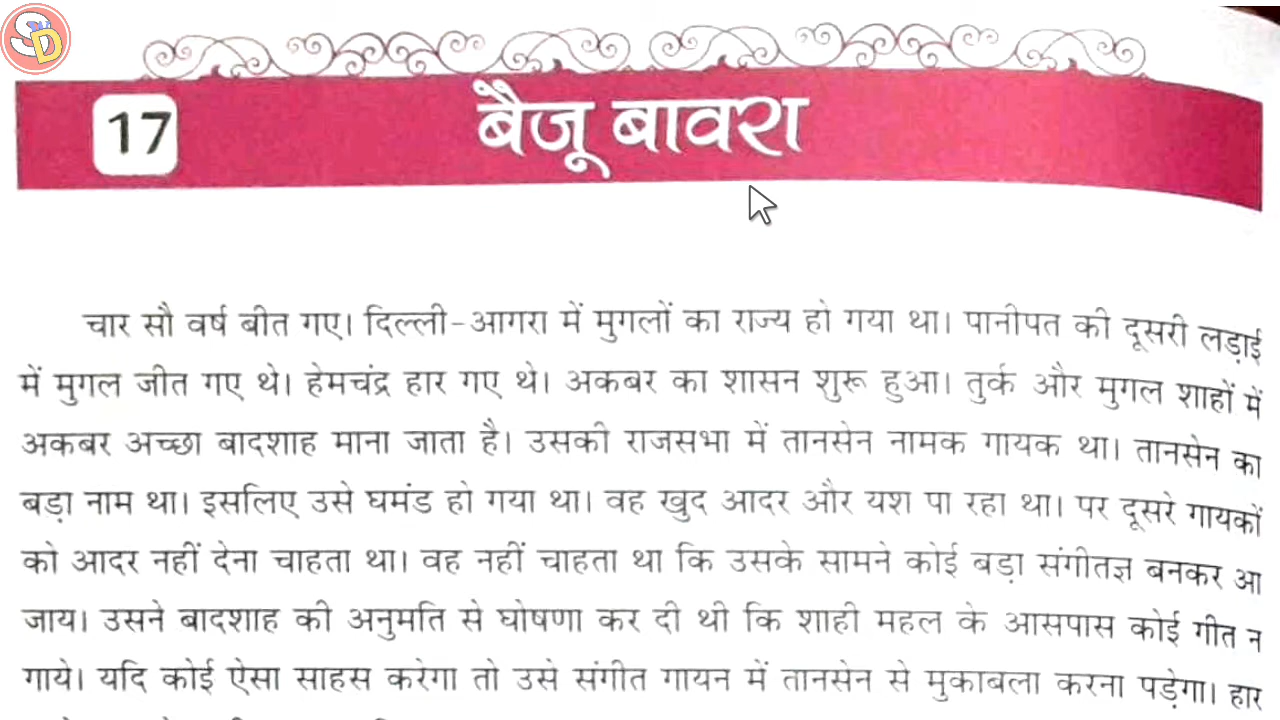 SD
17
बैजू बावरा
चार सौ वर्ष बीत गए। दिल्ली-आगरा में मुगलों का राज्य हो गया था। पानीपत की दूसरी लड़ाई
में मुगल जीत गए थे। हेमचंद्र हार गए थे। अकबर का शासन शुरू हुआ। तुर्क और मुगल शाहों में
अकबर अच्छा बादशाह माना जाता है। उसकी राजसभा में तानसेन नामक गायक था। तानसेन का
बड़ा नाम था। इसलिए उसे घमंड हो गया था। वह खुद आदर और यश पा रहा था। पर दूसरे गायकों
को आदर नहीं देना चाहता था। वह नहीं चाहता था कि उसके सामने कोई बड़ा संगीतज्ञ बनकर आ
जाय। उसने बादशाह की अनुमति से घोषणा कर दी थी कि शाही महल के आसपास कोई गीत न
गाये। यदि कोई ऐसा साहस करेगा तो उसे संगीत गायन में तानसेन से मुकाबला करना पड़ेगा। हार